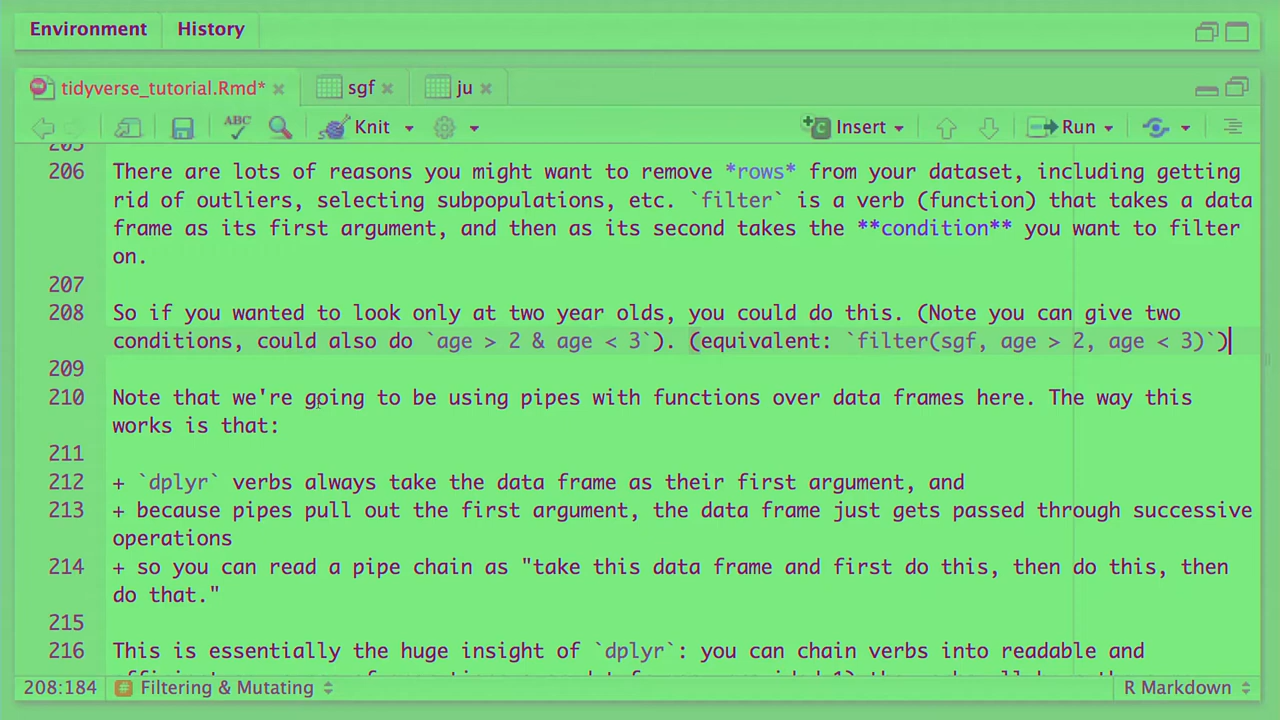 Environment History
tidyverse_tutorial.Rmd* sgf ju
ABC Knit Insert Run
205
206 There are lots of reasons you might want to remove *rows* from your dataset, including getting
rid of outliers, selecting subpopulations, etc. `filter` is a verb (function) that takes a data
frame as its first argument, and then as its second takes the **condition** you want to filter
on.
207
208 So if you wanted to look only at two year olds, you could do this. (Note you can give two
conditions, could also do `age > 2 & age < 3`). (equivalent: `filter(sgf, age > 2, age < 3)`)
209
210 Note that we're going to be using pipes with functions over data frames here. The way this
works is that:
211
212 + `dplyr` verbs always take the data frame as their first argument, and
213 + because pipes pull out the first argument, the data frame just gets passed through successive
operations
214 + so you can read a pipe chain as "take this data frame and first do this, then do this, then
do that."
215
216 This is essentially the huge insight of `dplyr`: you can chain verbs into readable and
208:184 # Filtering & Mutating R Markdown